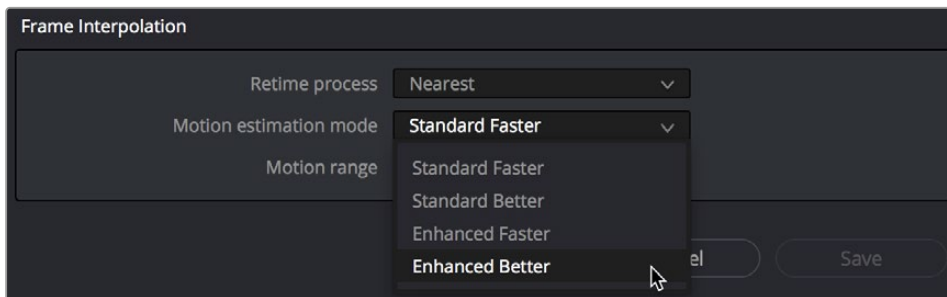 Frame Interpolation
Retime process Nearest
Motion estimation mode Standard Faster
Motion range Standard Faster
Standard Better
Enhanced Faster
Enhanced Better
Save